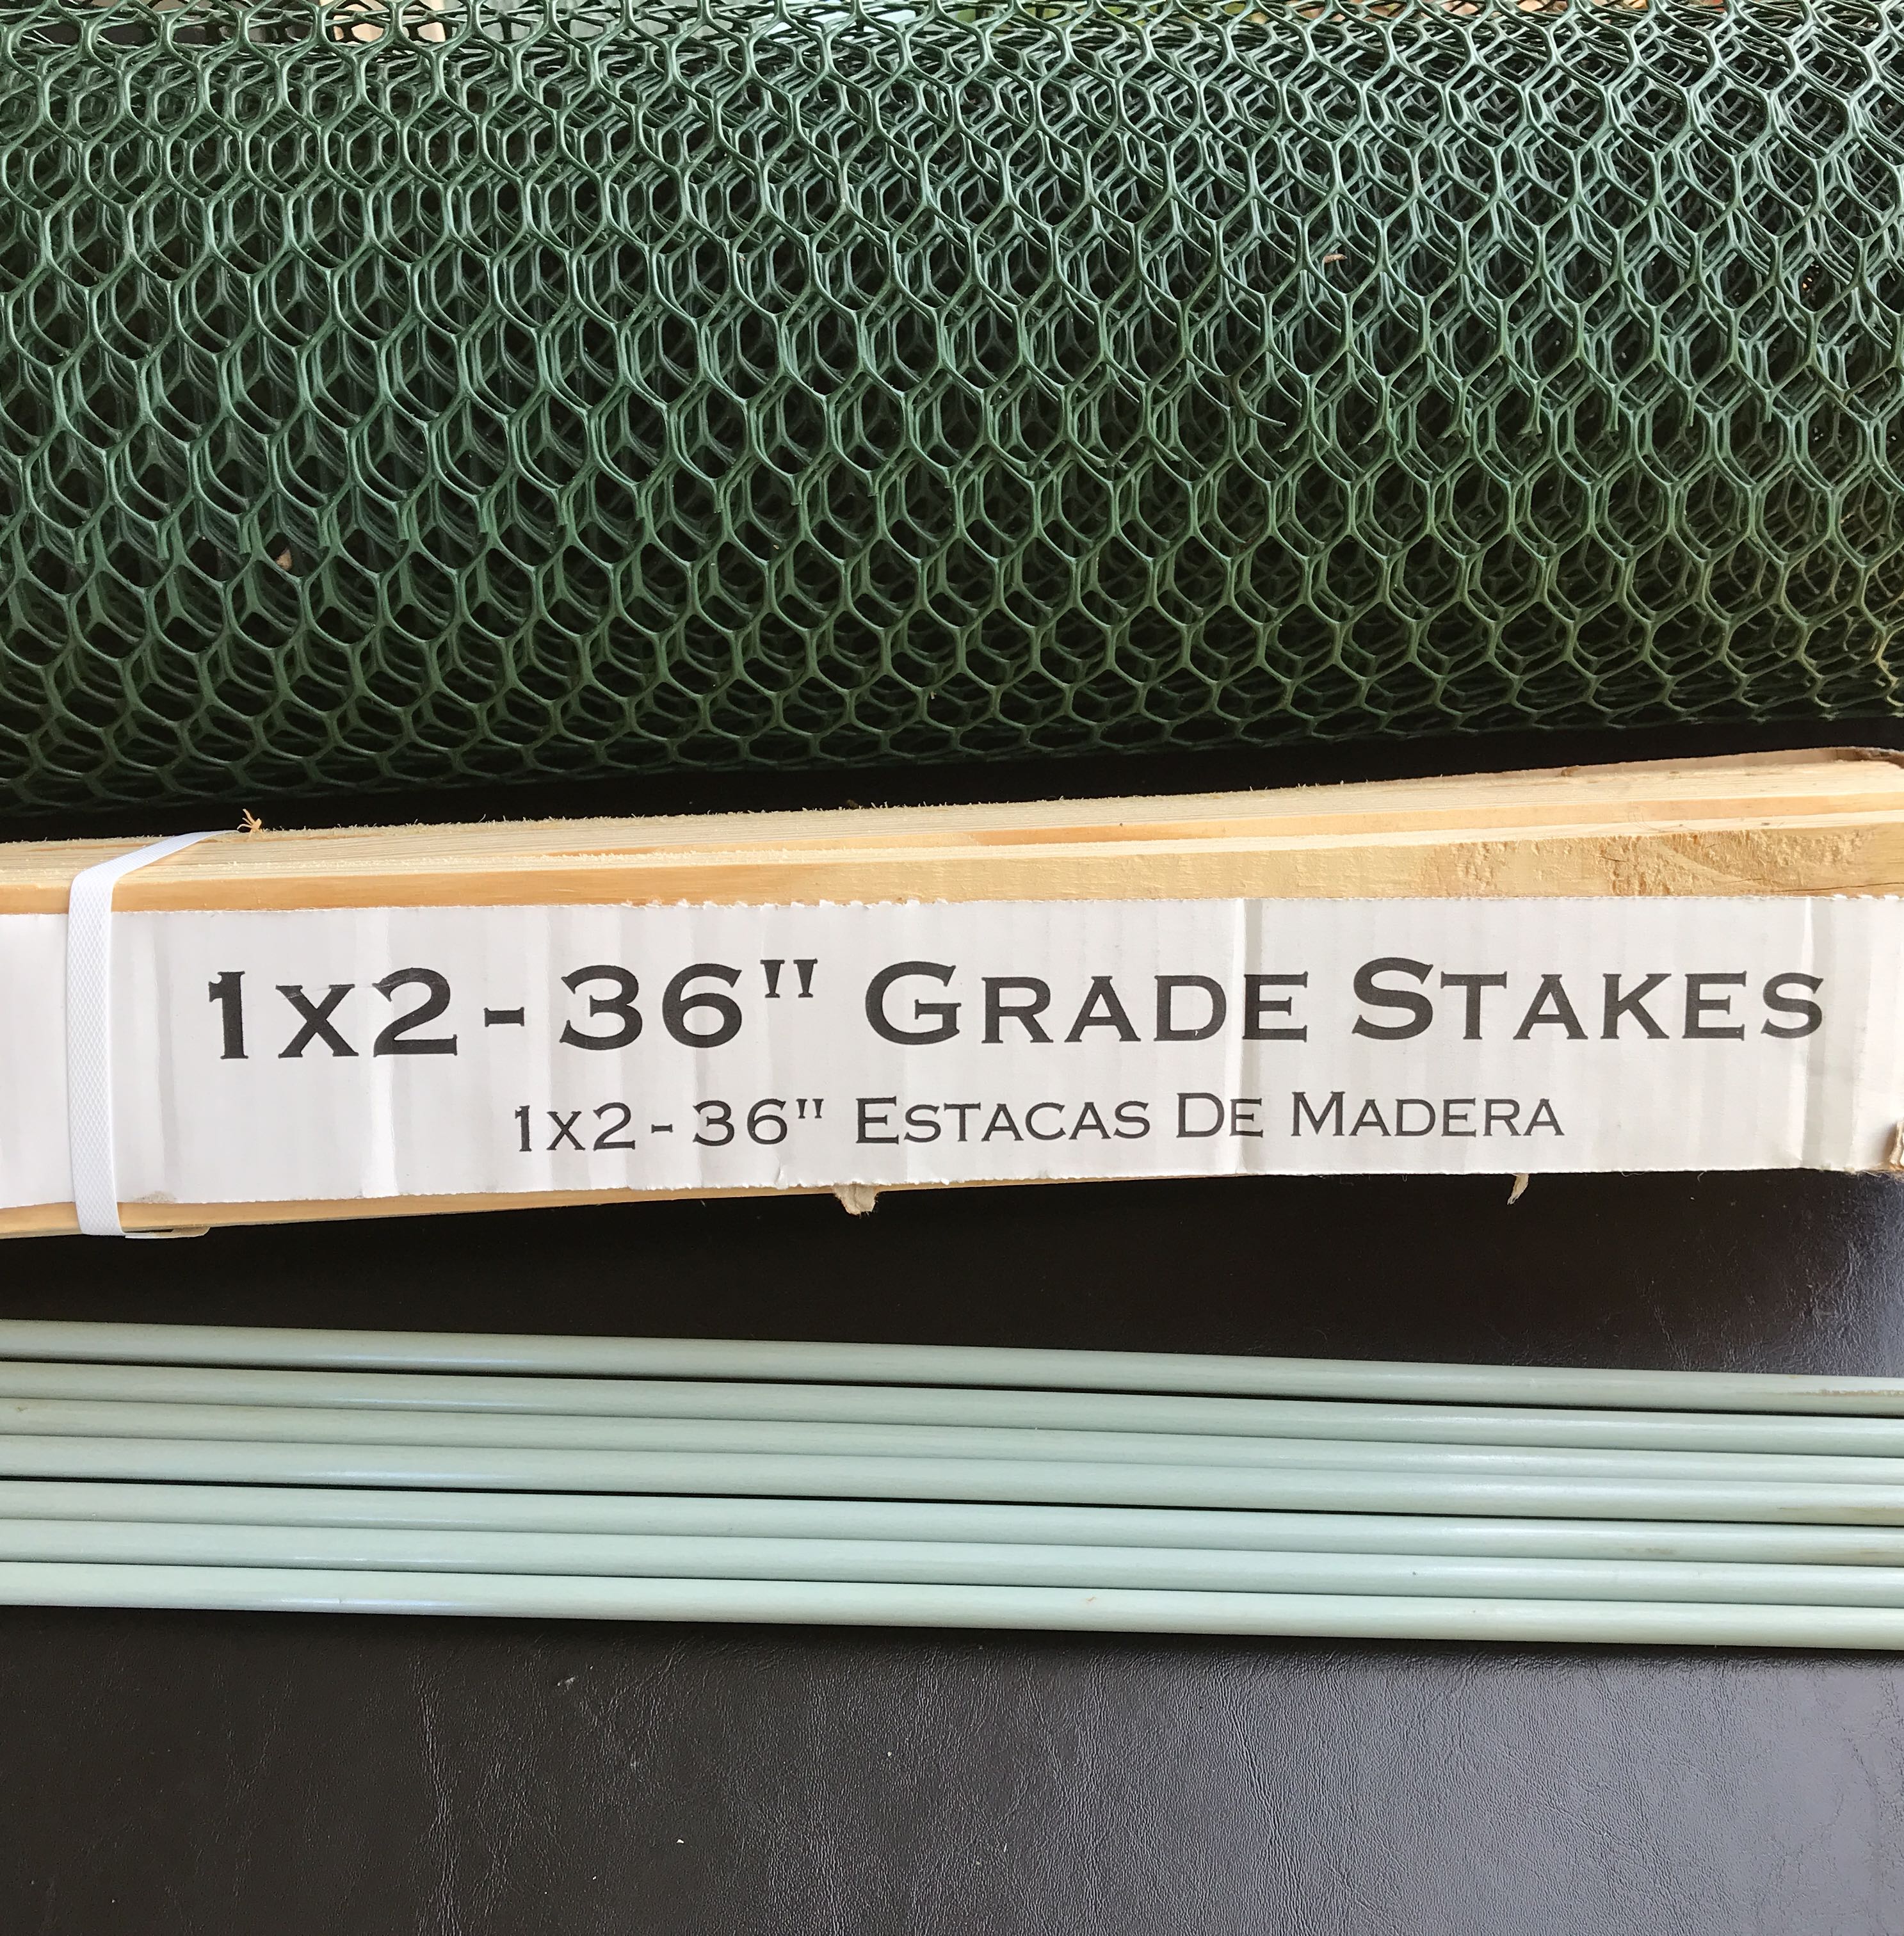 1x2-36" GRADE STAKES
1x2-36" ESTACAS DE MADERA